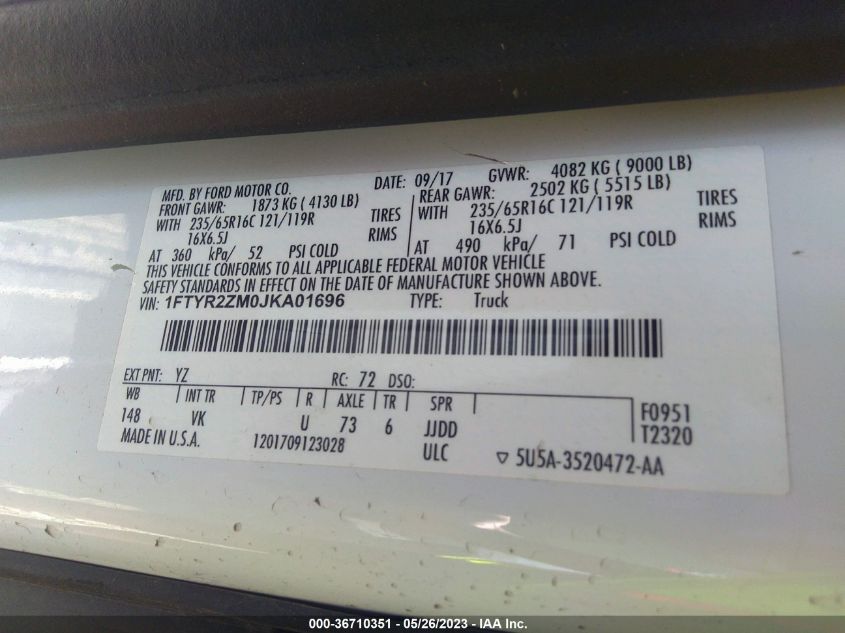 MFD. BY FORD MOTOR CO. DATE: 09/17 GVWR: 4082 KG ( 9000 LB)
FRONT GAWR: 1873 KG ( 4130 LB) REAR GAWR: 2502 KG ( 5515 LB)
WITH 235/65R16C 121/119R TIRES WITH 235/65R16C 121/119R TIRES
16X6.5J RIMS 16X6.5J RIMS
AT 360 kPa/ 52 PSI COLD AT 490 kPa/ 71 PSI COLD
THIS VEHICLE CONFORMS TO ALL APPLICABLE FEDERAL MOTOR VEHICLE
SAFETY STANDARDS IN EFFECT ON THE DATE OF MANUFACTURE SHOWN ABOVE.
VIN: 1FTYR2ZM0JKA01696 TYPE: Truck
EXT PNT: YZ RC: 72 DSO:
WB INT TR TP/PS R AXLE TR SPR F0951
148 VK U 73 6 JJDD T2320
MADE IN U.S.A. 1201709123028 ULC ▽ 5U5A-3520472-AA
000-36710351 - 05/26/2023 - IAA Inc.